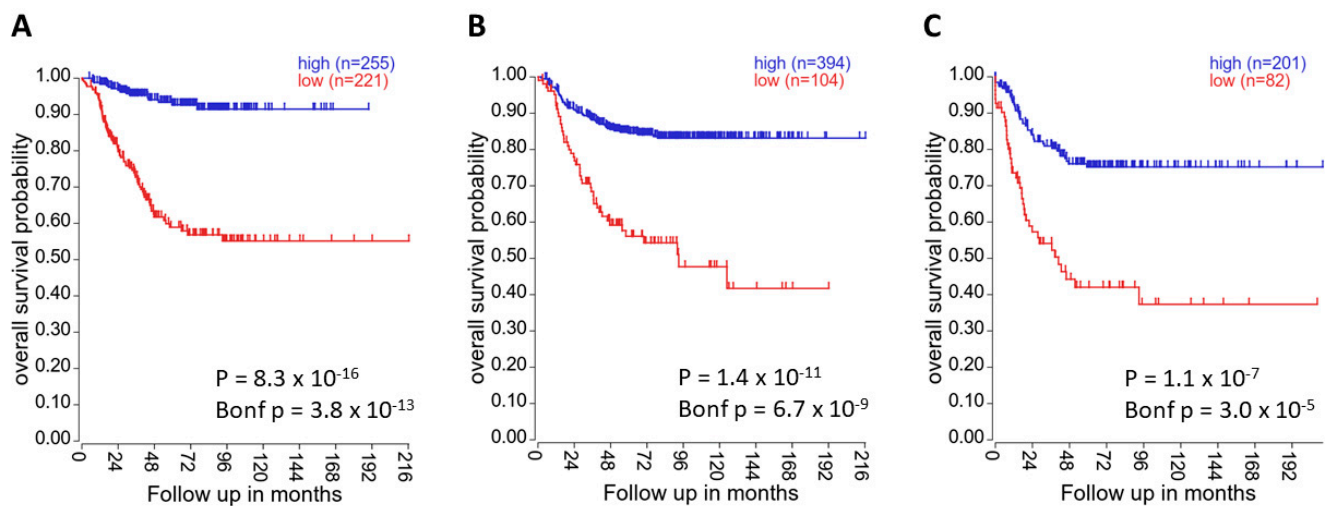 A
high (n=255)
low (n=221)
overall survival probability
1.00
0.90
0.80
0.70
0.60
0.50
0.40
0.30
0.20
0.10
0.00
P = 8.3 x 10-16
Bonf p = 3.8 x 10-13
0 24 48 72 96 120 144 168 192 216
Follow up in months
B
high (n=394)
low (n=104)
overall survival probability
1.00
0.90
0.80
0.70
0.60
0.50
0.40
0.30
0.20
0.10
0.00
P = 1.4 x 10-11
Bonf p = 6.7 x 10-9
0 24 48 72 96 120 144 168 192 216
Follow up in months
C
high (n=201)
low (n=82)
overall survival probability
1.00
0.90
0.80
0.70
0.60
0.50
0.40
0.30
0.20
0.10
0.00
P = 1.1 x 10-7
Bonf p = 3.0 x 10-5
0 24 48 72 96 120 144 168 192
Follow up in months